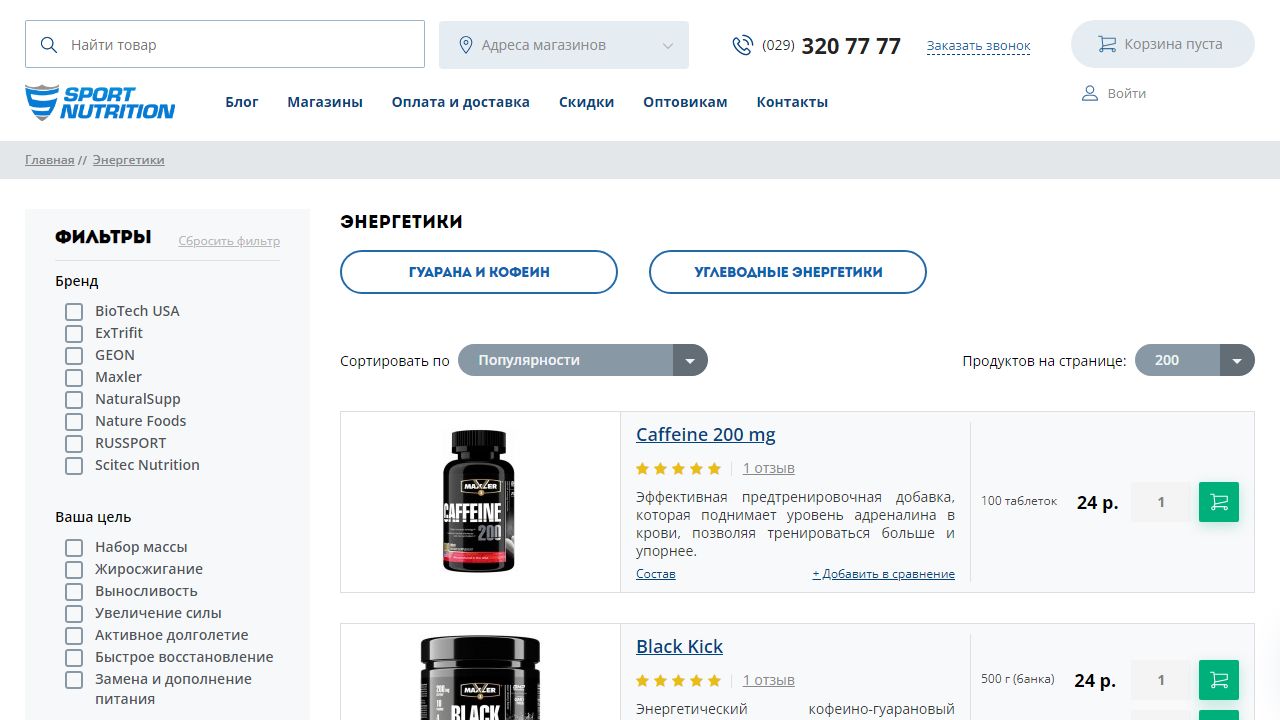 Найти товар
Адреса магазинов
(029) 320 77 77
Заказать звонок
Корзина пуста
SPORT
NUTRITION
Блог
Магазины
Оплата и доставка
Скидки
Оптовикам
Контакты
Войти
Главная // Энергетики
ФИЛЬТРЫ
Сбросить фильтр
Бренд
BioTech USA
ExTrifit
GEON
Maxler
NaturalSupp
Nature Foods
RUSSPORT
Scitec Nutrition
Ваша цель
Набор массы
Жиросжигание
Выносливость
Увеличение силы
Активное долголетие
Быстрое восстановление
Замена и дополнение
питания
ЭНЕРГЕТИКИ
ГУАРАНА И КОФЕИН
УГЛЕВОДНЫЕ ЭНЕРГЕТИКИ
Сортировать по
Популярности
Продуктов на странице:
200
MAXLER
CAFFEINE
200
Caffeine 200 mg
1 отзыв
Эффективная предтренировочная добавка,
которая поднимает уровень адреналина в
крови, позволяя тренироваться больше и
упорнее.
Состав
+ Добавить в сравнение
100 таблеток
24 р.
1
MAXLER
BLACK
Black Kick
1 отзыв
Энергетический кофеино-гуарановый
500 г (банка)
24 р.
1